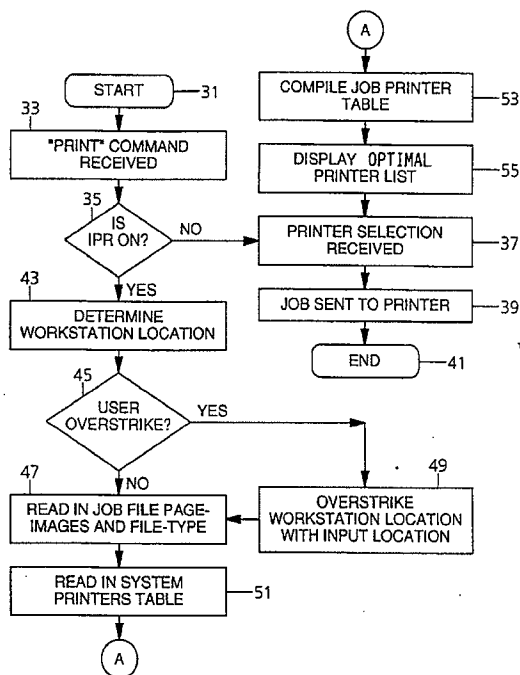 START
31
33
"PRINT" COMMAND
RECEIVED
35
IS
IPR ON?
NO
YES
43
DETERMINE
WORKSTATION LOCATION
45
USER
OVERSTRIKE?
YES
NO
47
READ IN JOB FILE PAGE-
IMAGES AND FILE-TYPE
49
OVERSTRIKE
WORKSTATION LOCATION
WITH INPUT LOCATION
READ IN SYSTEM
PRINTERS TABLE
51
A
A
COMPILE JOB PRINTER
TABLE
53
DISPLAY OPTIMAL
PRINTER LIST
55
PRINTER SELECTION
RECEIVED
37
JOB SENT TO PRINTER
39
END
41